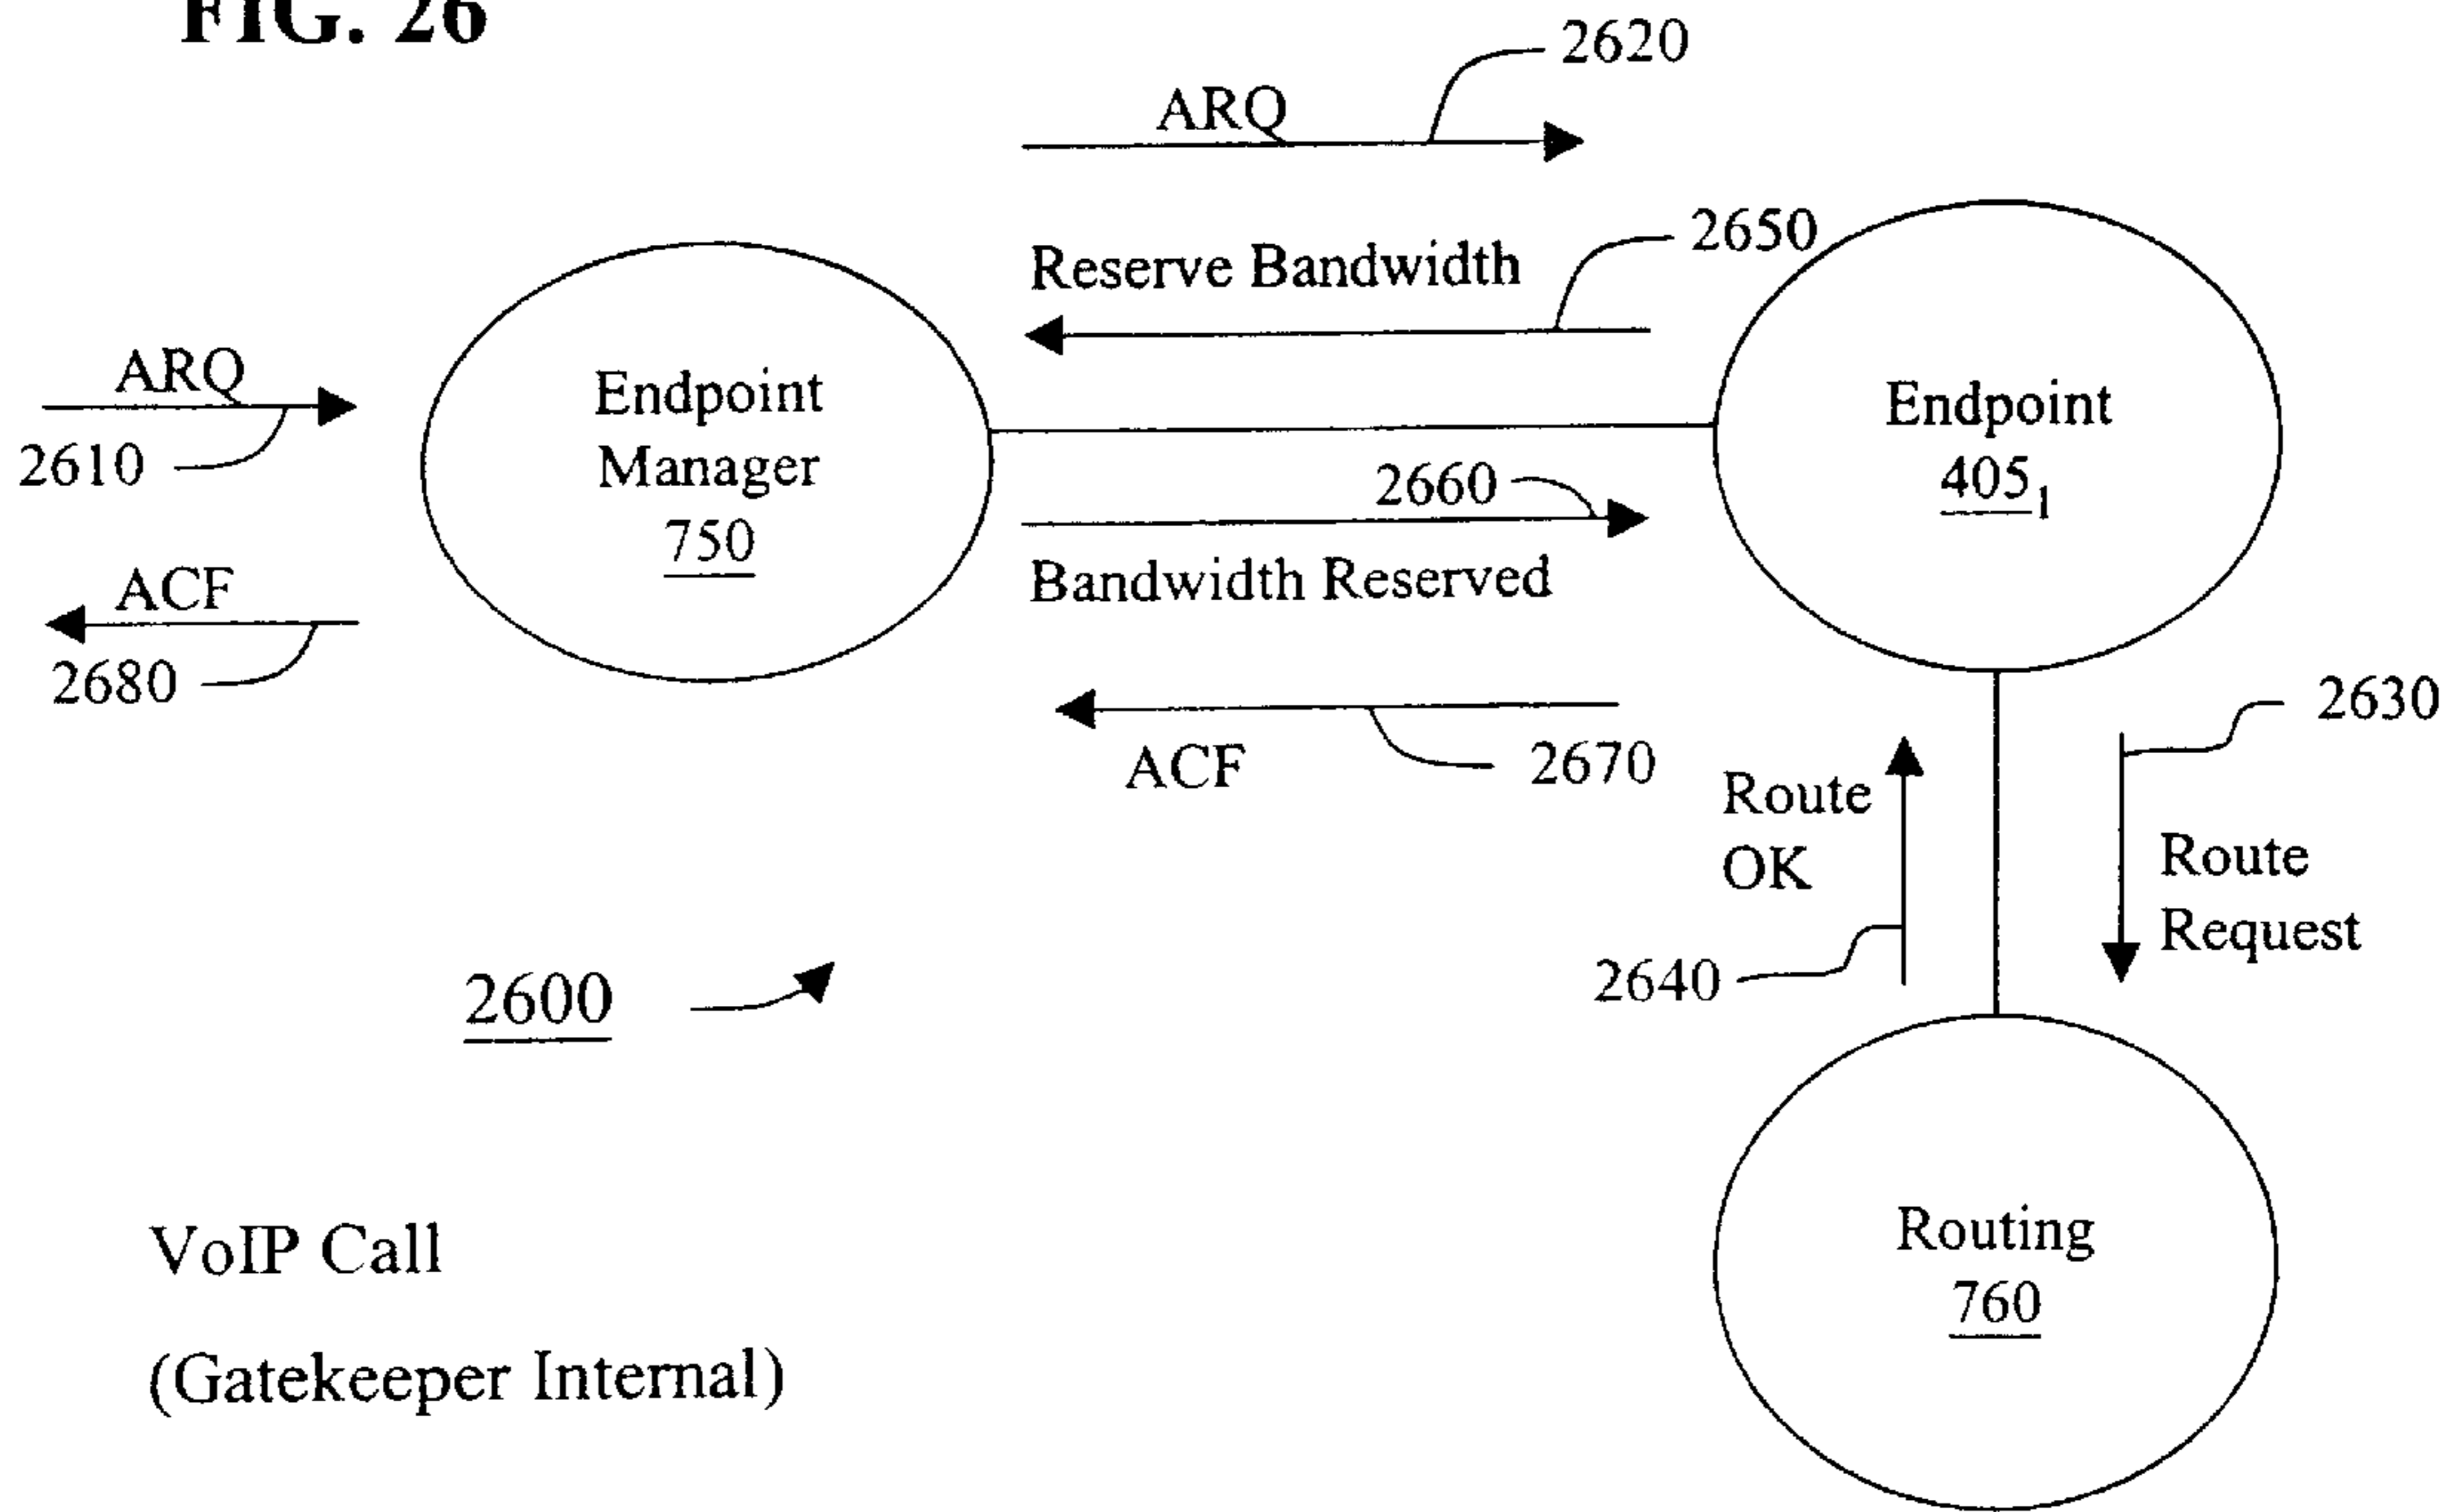 FIG. 26
2620
ARQ
2650
Reserve Bandwidth
ARQ
2610
Endpoint
Manager
750
Endpoint
405₁
2660
Bandwidth Reserved
ACF
2680
ACF
2670
2630
Route
OK
Route
Request
2640
2600
Routing
760
VoIP Call
(Gatekeeper Internal)